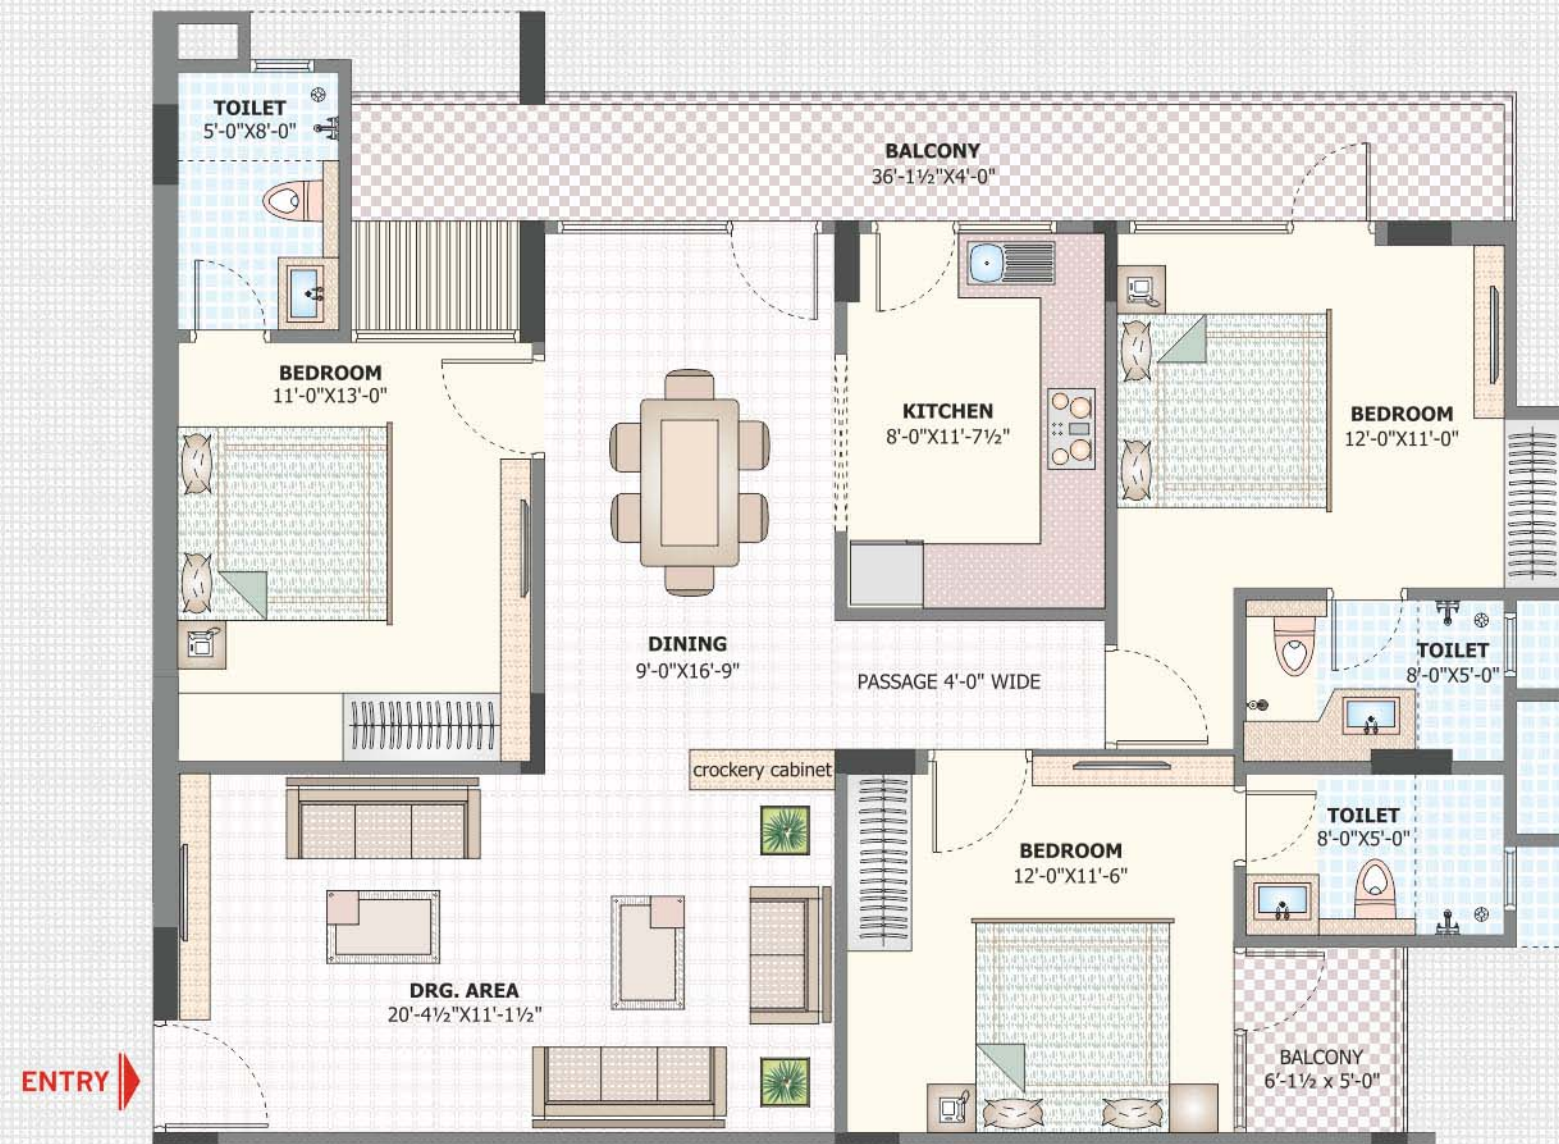 TOILET
5'-0"X8'-0"
BALCONY
36'-1½"X4'-0"
BEDROOM
11'-0"X13'-0"
KITCHEN
8'-0"X11'-7½"
BEDROOM
12'-0"X11'-0"
DINING
9'-0"X16'-9"
PASSAGE 4'-0" WIDE
TOILET
8'-0"X5'-0"
crockery cabinet
TOILET
8'-0"X5'-0"
BEDROOM
12'-0"X11'-6"
DRG. AREA
20'-4½"X11'-1½"
ENTRY
BALCONY
6'-1½ x 5'-0"